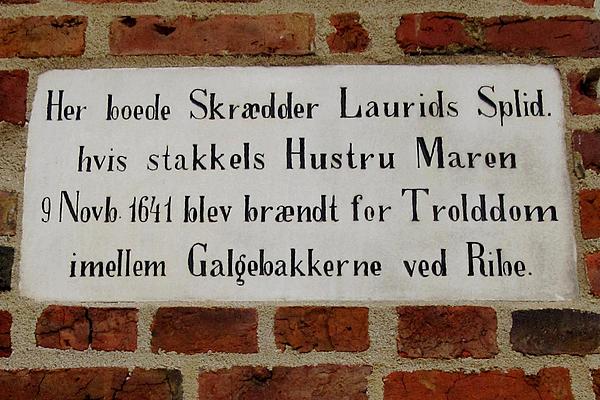 Her boede Skrædder Laurids Splid.
hvis stakkels Hustru Maren
9 Novb. 1641 blev brændt for Trolddom
imellem Galgebakkerne ved Ribe.